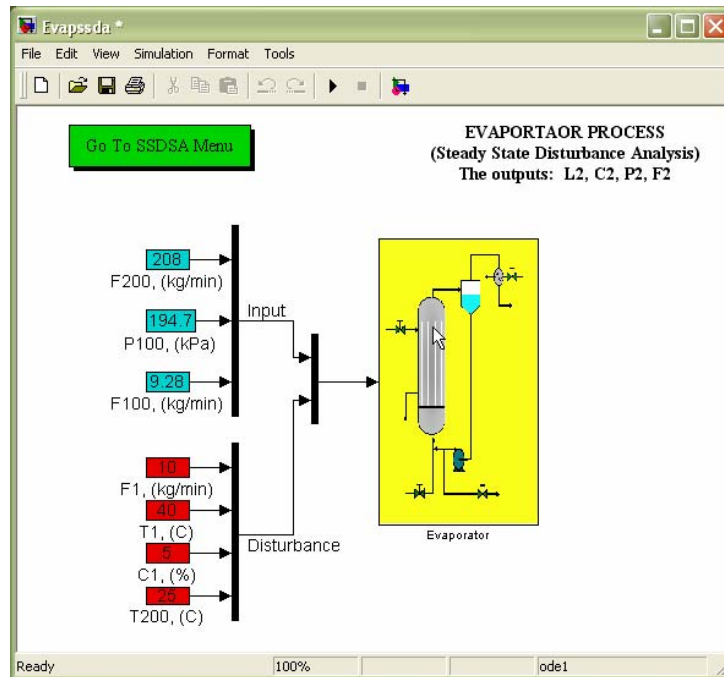 Evapssda *
File Edit View Simulation Format Tools
Go To SSDSA Menu
EVAPORTAOR PROCESS
(Steady State Disturbance Analysis)
The outputs: L2, C2, P2, F2
208
F200, (kg/min)
Input
194.7
P100, (kPa)
9.28
F100, (kg/min)
10
F1, (kg/min)
40
T1, (C)
Disturbance
5
C1, (%)
25
T200, (C)
Evaporator
Ready 100% ode1